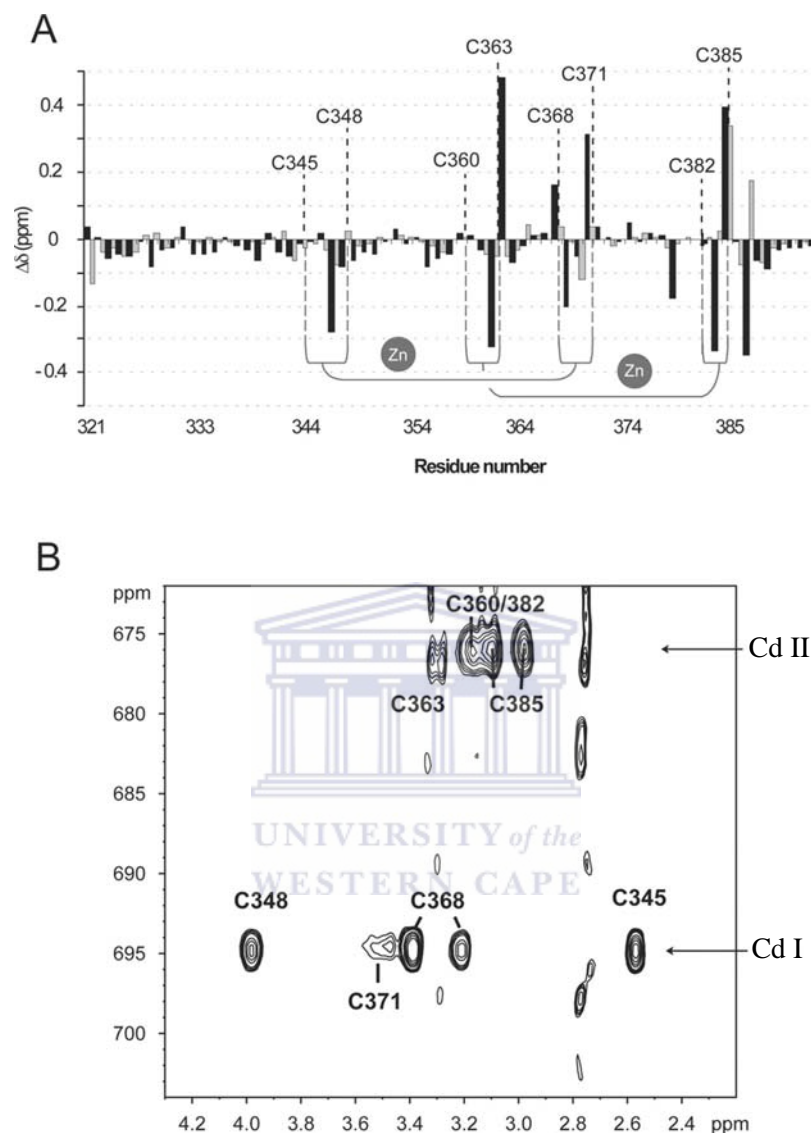 A
C363
C371
C385
C348
C368
C345
C360
C382
0.4
0.2
0
-0.2
-0.4
Δδ (ppm)
Zn
Zn
321 333 344 354 364 374 385
Residue number
B
ppm
C360/382
675
Cd II
C363 C385
680
685
UNIVERSITY of the
690
WESTERN CAPE
C348 C368 C345
695
Cd I
C371
700
4.2 4.0 3.8 3.6 3.4 3.2 3.0 2.8 2.6 2.4 ppm